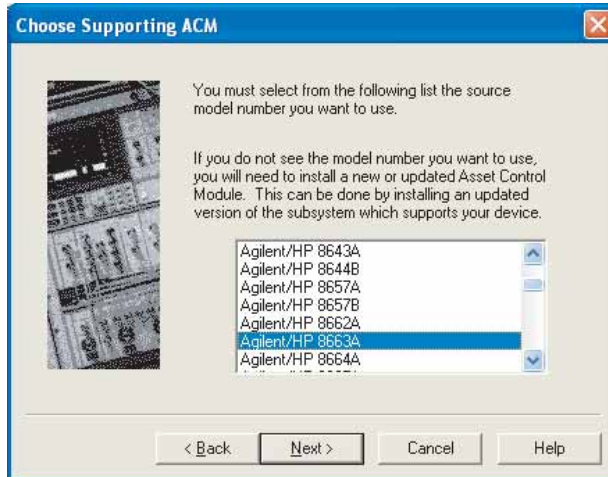 Choose Supporting ACM
You must select from the following list the source
model number you want to use.
If you do not see the model number you want to use,
you will need to install a new or updated Asset Control
Module. This can be done by installing an updated
version of the subsystem which supports your device.
Agilent/HP 8643A
Agilent/HP 8644B
Agilent/HP 8657A
Agilent/HP 8657B
Agilent/HP 8662A
Agilent/HP 8663A
Agilent/HP 8664A
< Back
Next >
Cancel
Help